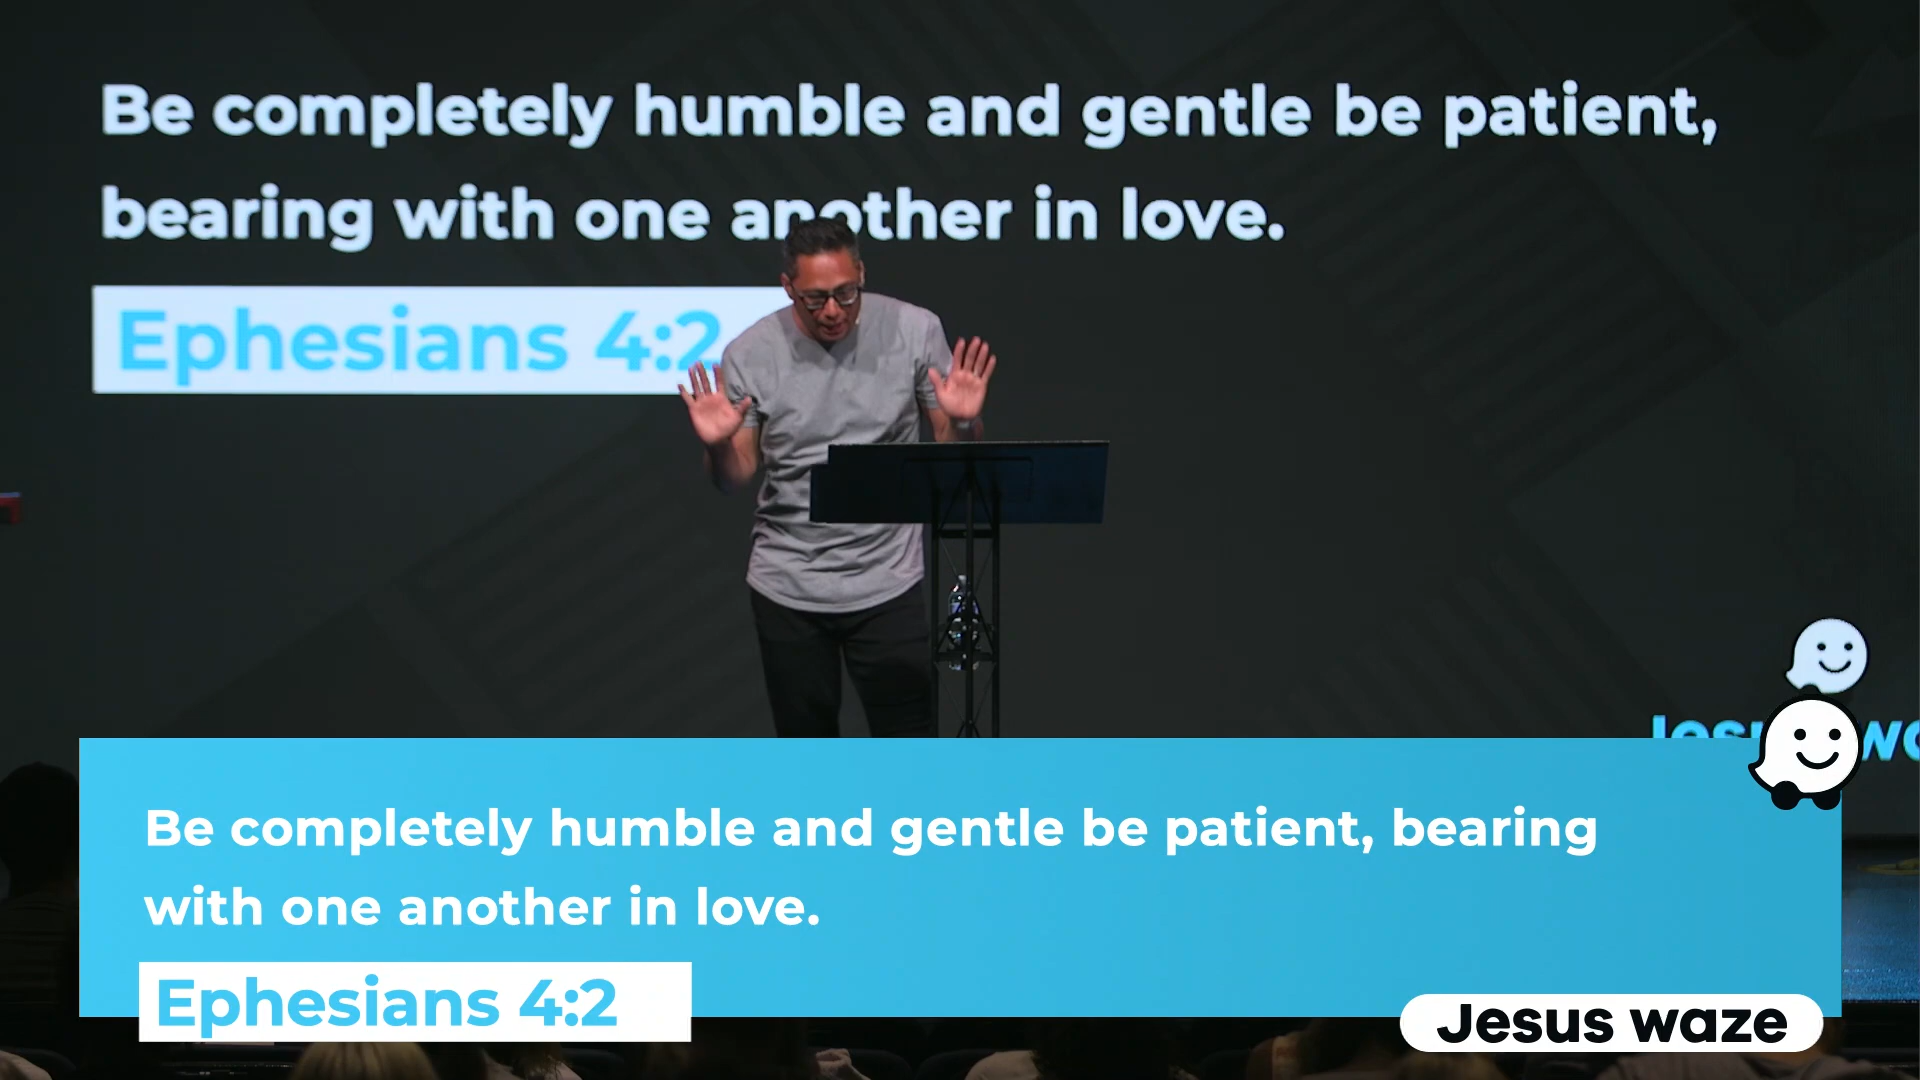 Be completely humble and gentle be patient,
bearing with one another in love.
Ephesians 4:2
Be completely humble and gentle be patient, bearing
with one another in love.
Ephesians 4:2
Jesus waze